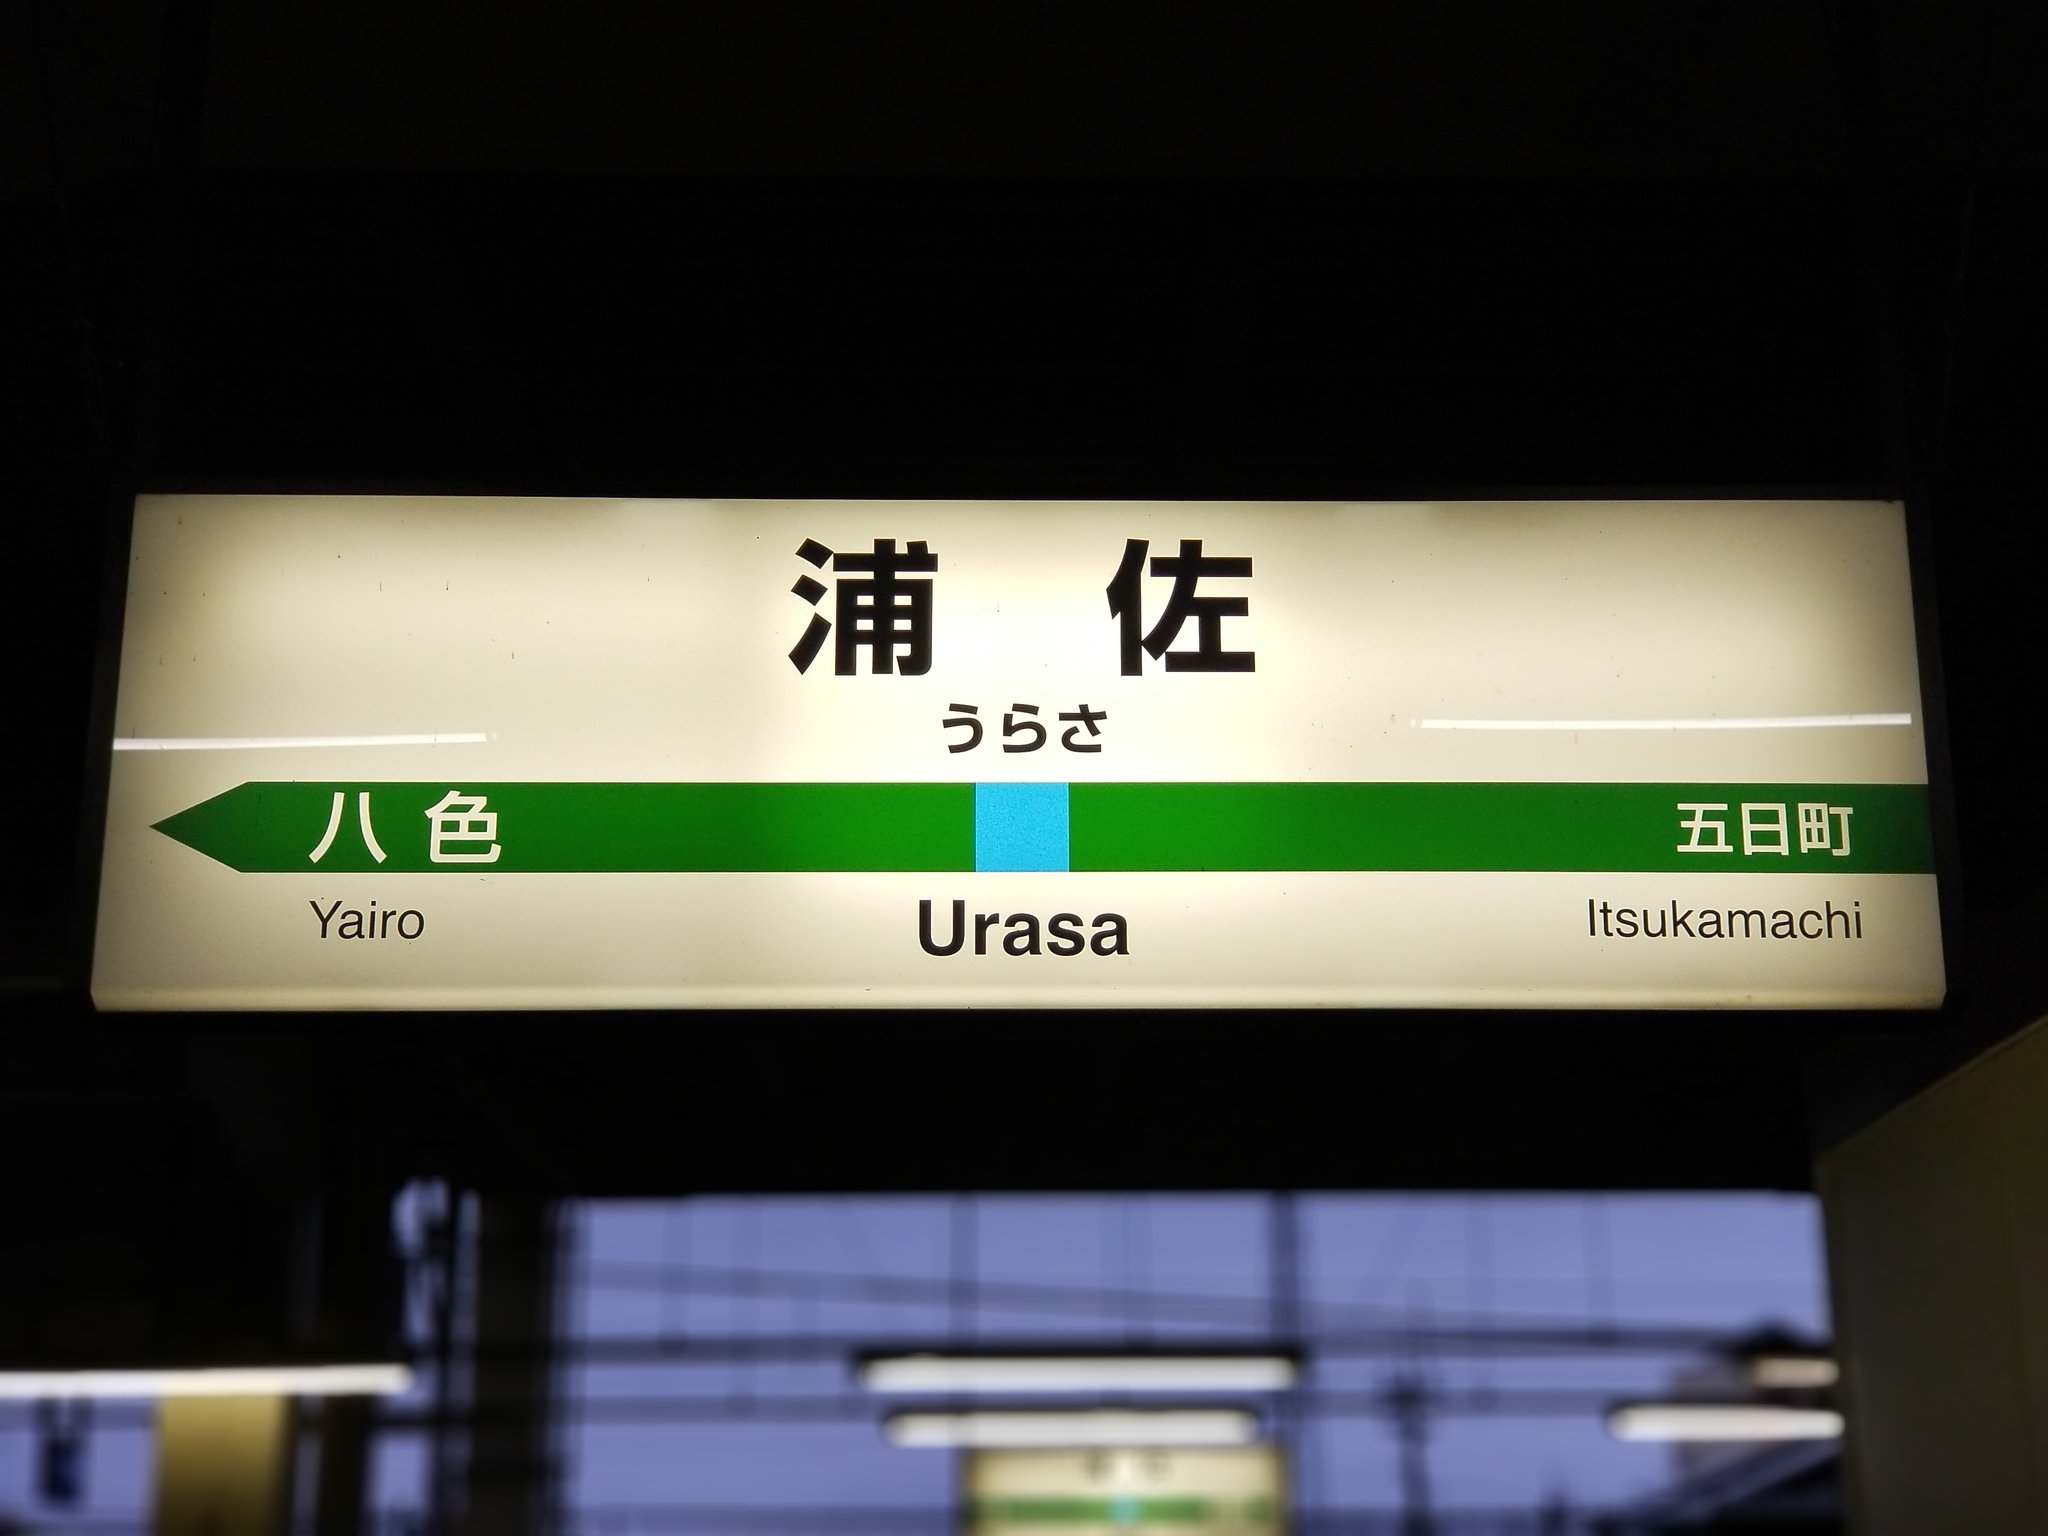 浦佐
うらさ
八色 五日町
Yairo Urasa Itsukamachi